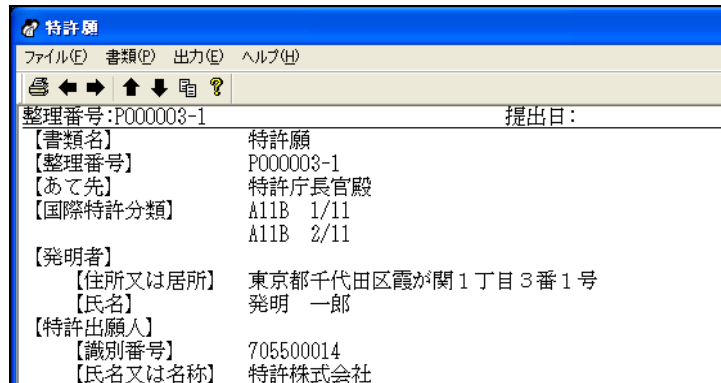 特許願
ファイル(F) 書類(P) 出力(E) ヘルプ(H)
整理番号:P000003-1 提出日:
【書類名】 特許願
【整理番号】 P000003-1
【あて先】 特許庁長官殿
【国際特許分類】 A11B 1/11
A11B 2/11
【発明者】
【住所又は居所】 東京都千代田区霞が関1丁目3番1号
【氏名】 発明 一郎
【特許出願人】
【識別番号】 705500014
【氏名又は名称】 特許株式会社